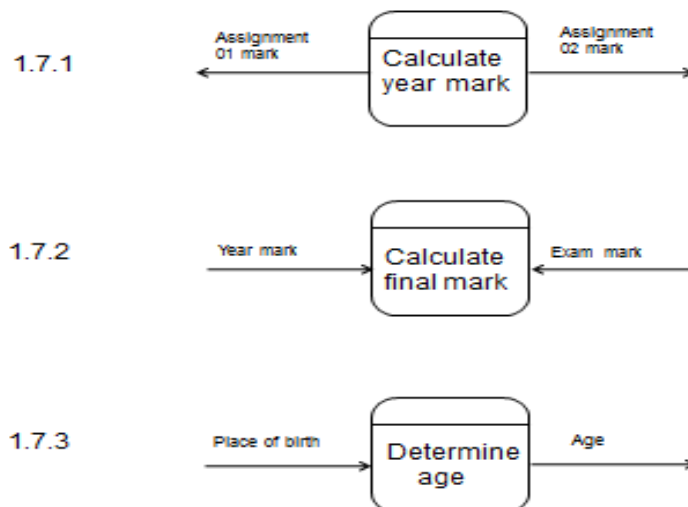 1.7.1
Assignment
01 mark
Calculate
year mark
Assignment
02 mark
1.7.2
Year mark
Calculate
final mark
Exam mark
1.7.3
Place of birth
Determine
age
Age